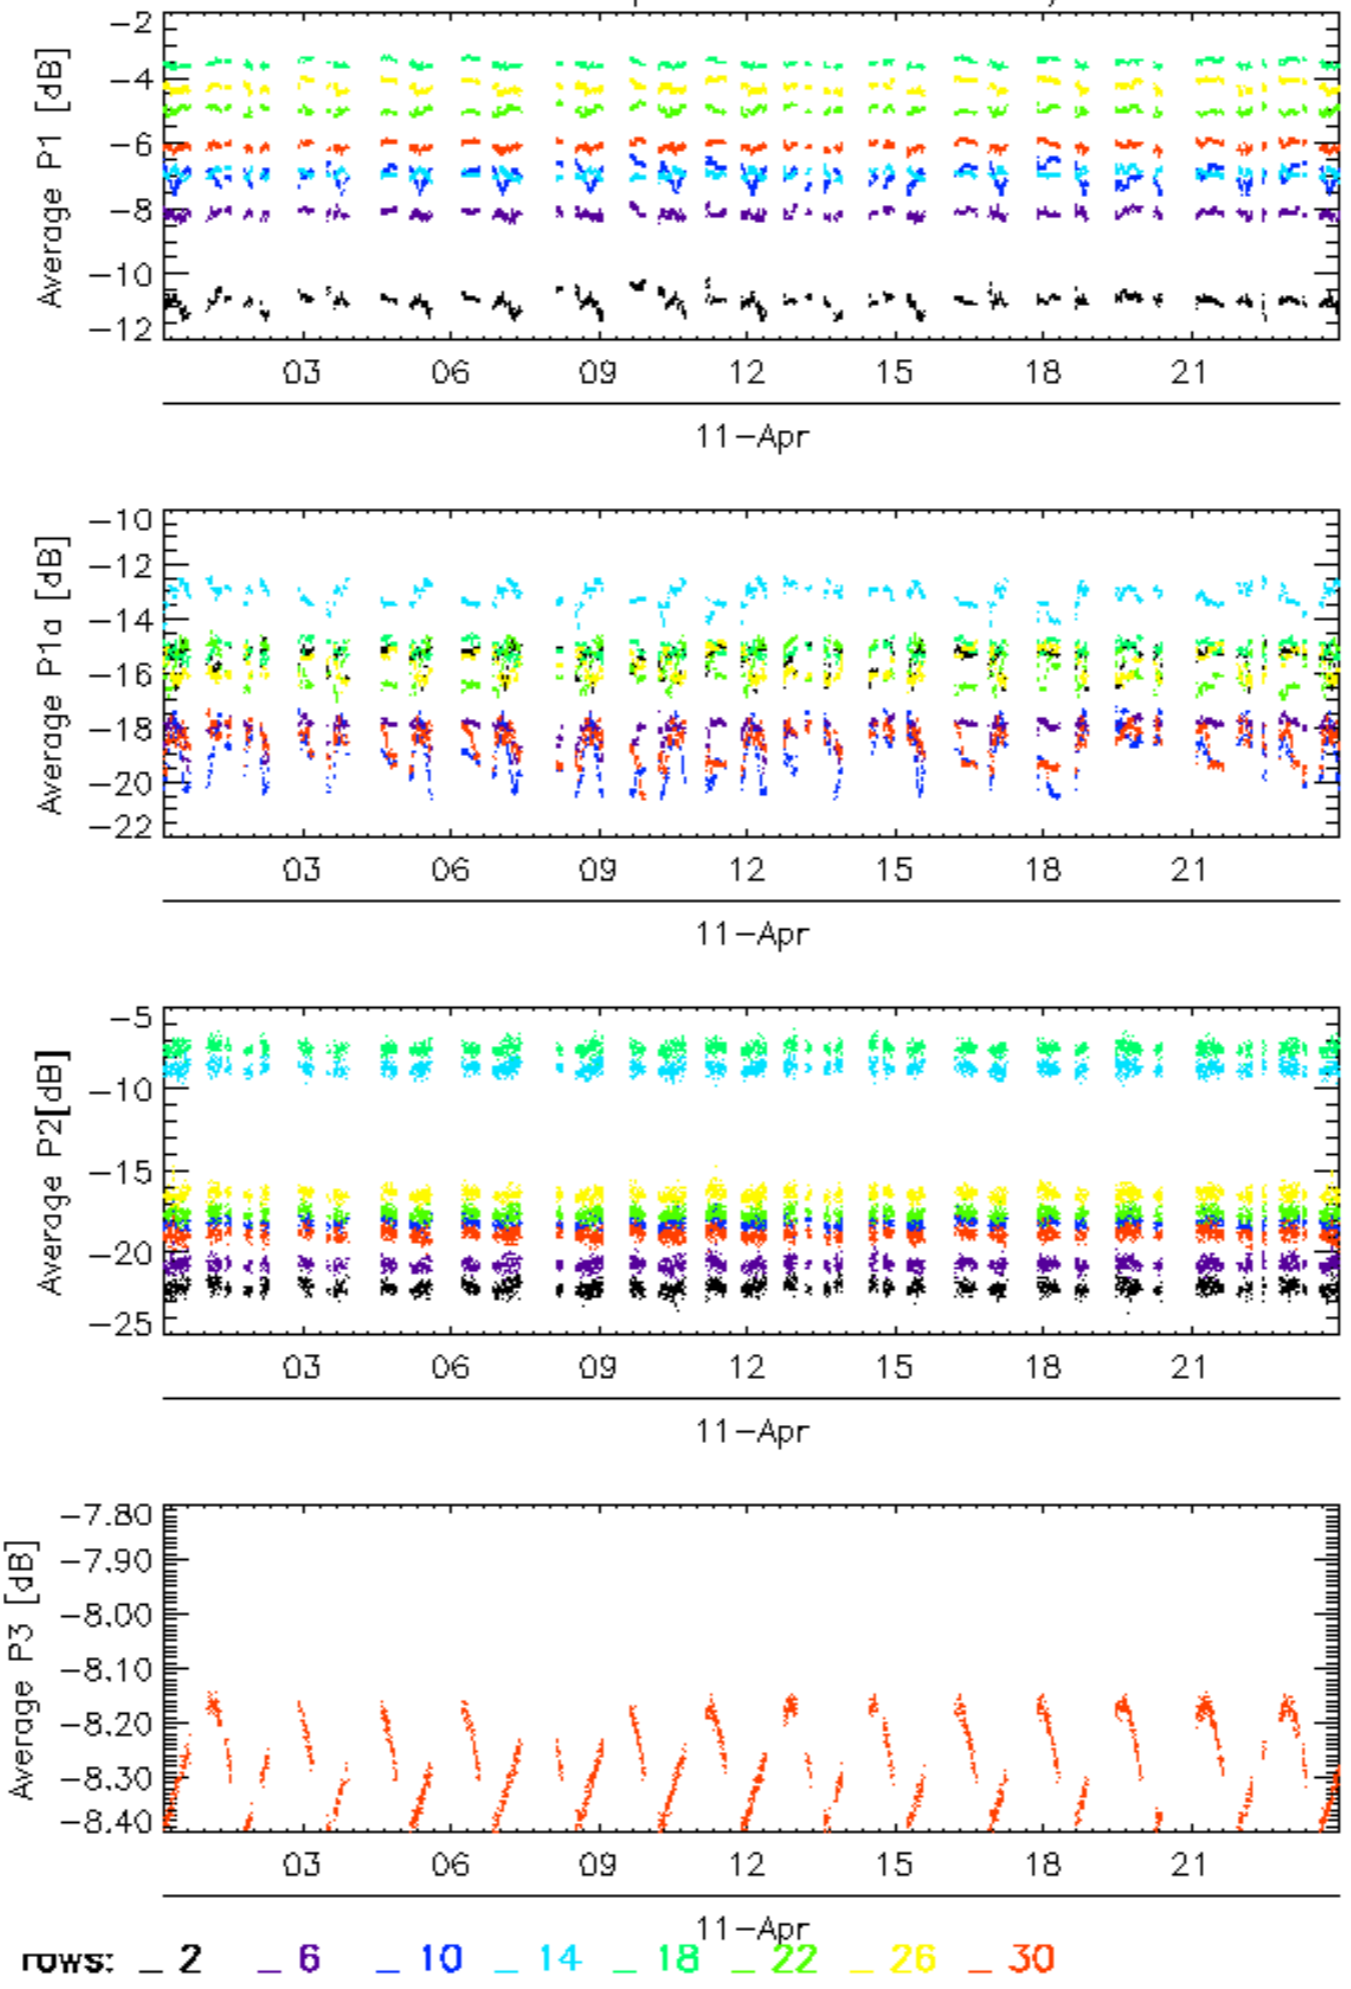 Average P1 [dB]
-2
-4
-6
-8
-10
-12
03 06 09 12 15 18 21
11-Apr
Average P1a [dB]
-10
-12
-14
-16
-18
-20
-22
03 06 09 12 15 18 21
11-Apr
Average P2[dB]
-5
-10
-15
-20
-25
03 06 09 12 15 18 21
11-Apr
Average P3 [dB]
-7.80
-7.90
-8.00
-8.10
-8.20
-8.30
-8.40
03 06 09 12 15 18 21
11-Apr
rows: _ 2 _ 6 _ 10 _ 14 _ 18 _ 22 _ 26 _ 30